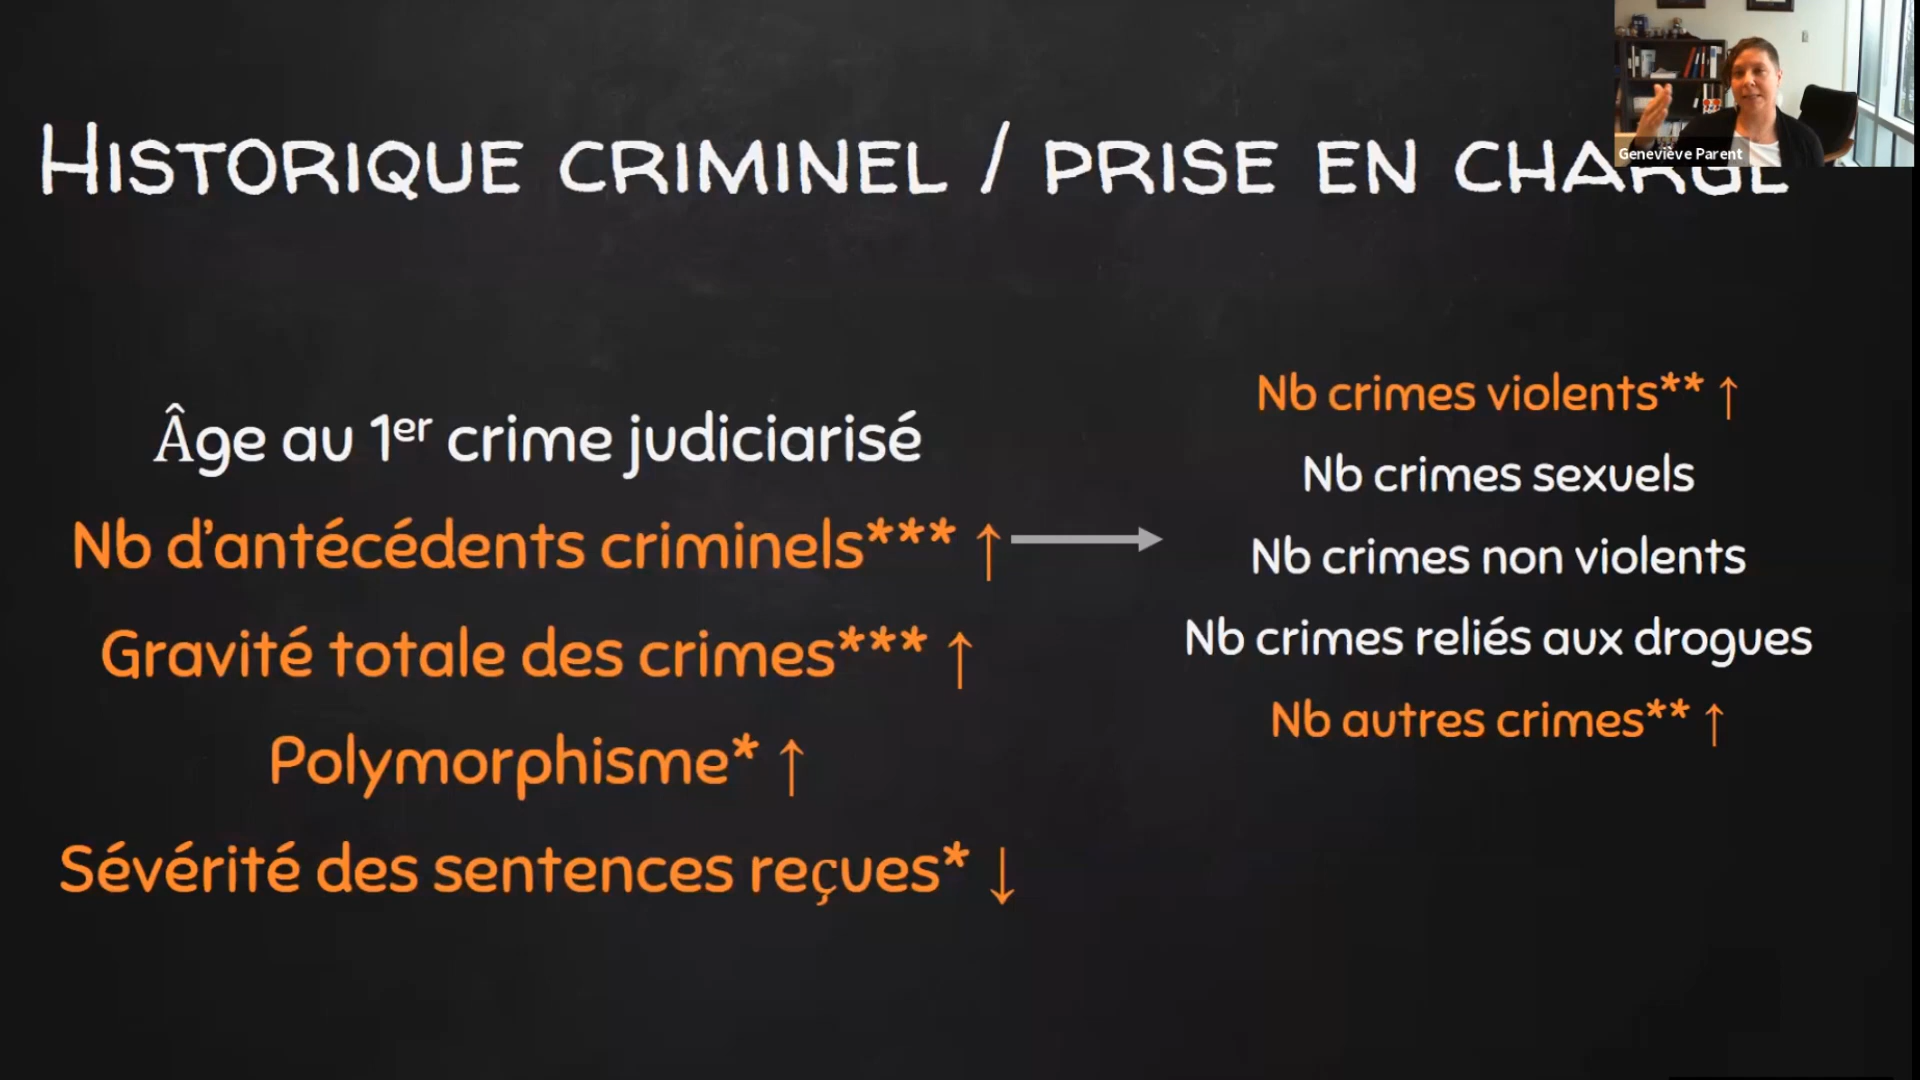 HISTORIQUE CRIMINEL / PRISE EN CHARGE
Geneviève Parent
Âge au 1er crime judiciarisé
Nb d'antécédents criminels*** ↑
Gravité totale des crimes*** ↑
Polymorphisme* ↑
Sévérité des sentences reçues* ↓
Nb crimes violents** ↑
Nb crimes sexuels
Nb crimes non violents
Nb crimes reliés aux drogues
Nb autres crimes** ↑